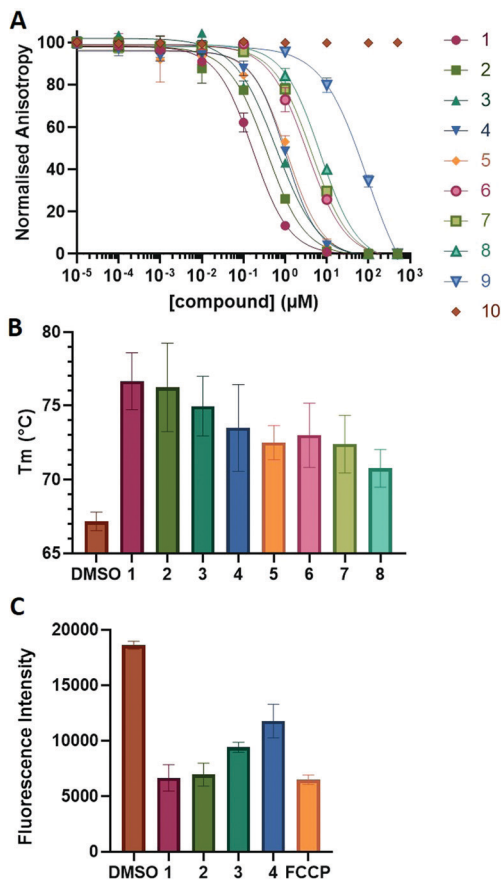 A
Normalised Anisotropy
100
80
60
40
20
0
10⁻⁵ 10⁻⁴ 10⁻³ 10⁻² 10⁻¹ 10⁰ 10¹ 10² 10³
[compound] (µM)
1
2
3
4
5
6
7
8
9
10
B
Tm (°C)
80
75
70
65
DMSO 1 2 3 4 5 6 7 8
C
Fluorescence Intensity
20000
15000
10000
5000
0
DMSO 1 2 3 4 FCCP